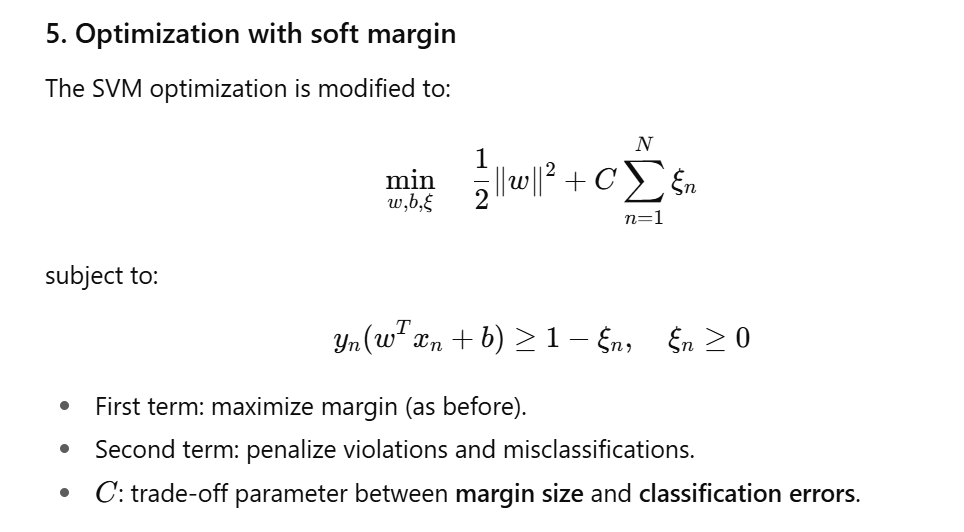 5. Optimization with soft margin
The SVM optimization is modified to:
$$\min_{w,b,\xi} \quad \frac{1}{2}\|w\|^2 + C\sum_{n=1}^{N}\xi_n$$
subject to:
$$y_n(w^T x_n + b) \geq 1 - \xi_n, \quad \xi_n \geq 0$$
• First term: maximize margin (as before).
• Second term: penalize violations and misclassifications.
• C: trade-off parameter between margin size and classification errors.